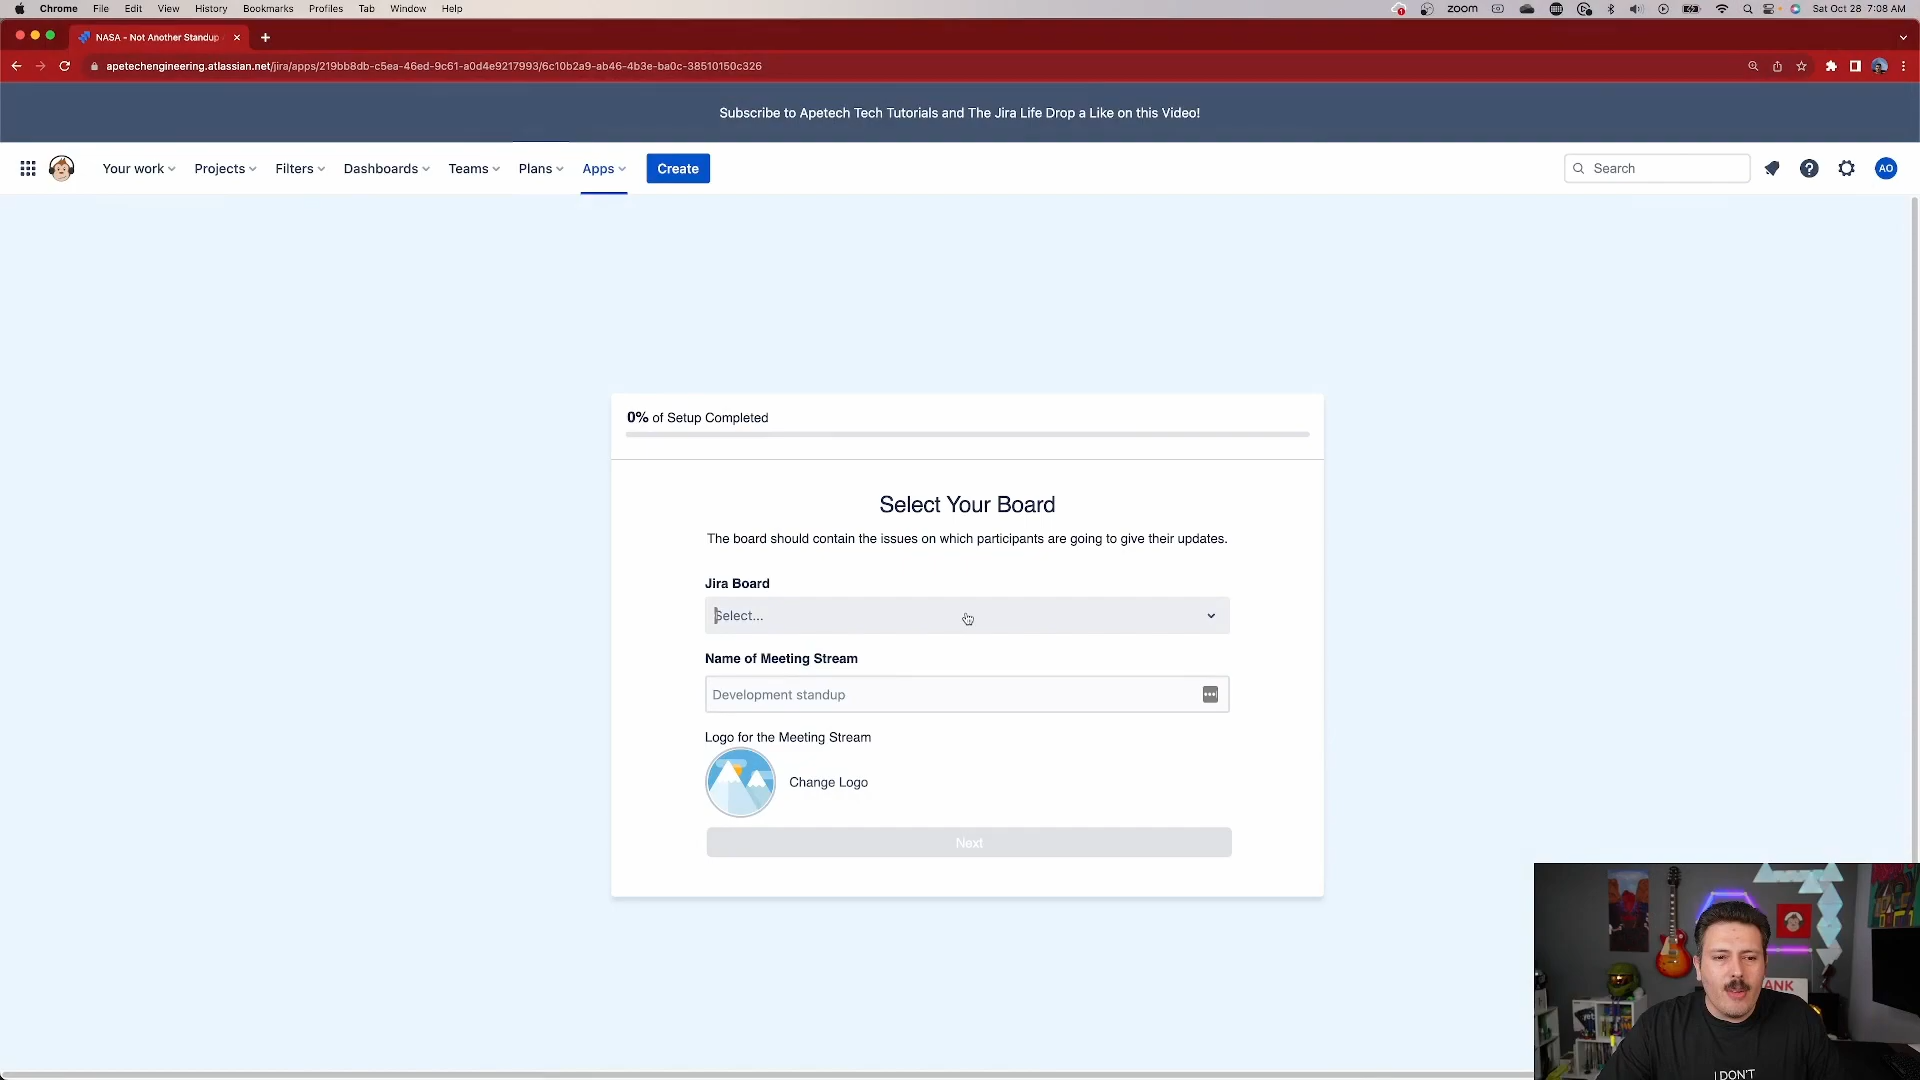 Chrome File Edit View History Bookmarks Profiles Tab Window Help
zoom
Sat Oct 28 7:08 AM
NASA - Not Another Standup
apetechengineering.atlassian.net/jira/apps/219bb8db-c5ea-46ed-9c61-a0d4e9217993/6c10b2a9-ab46-4b3e-ba0c-38510150c326
Subscribe to Apetech Tech Tutorials and The Jira Life Drop a Like on this Video!
Your work Projects Filters Dashboards Teams Plans Apps Create
Search
AO
0% of Setup Completed
Select Your Board
The board should contain the issues on which participants are going to give their updates.
Jira Board
Select...
Name of Meeting Stream
Development standup
Logo for the Meeting Stream
Change Logo
Next
I DON'T